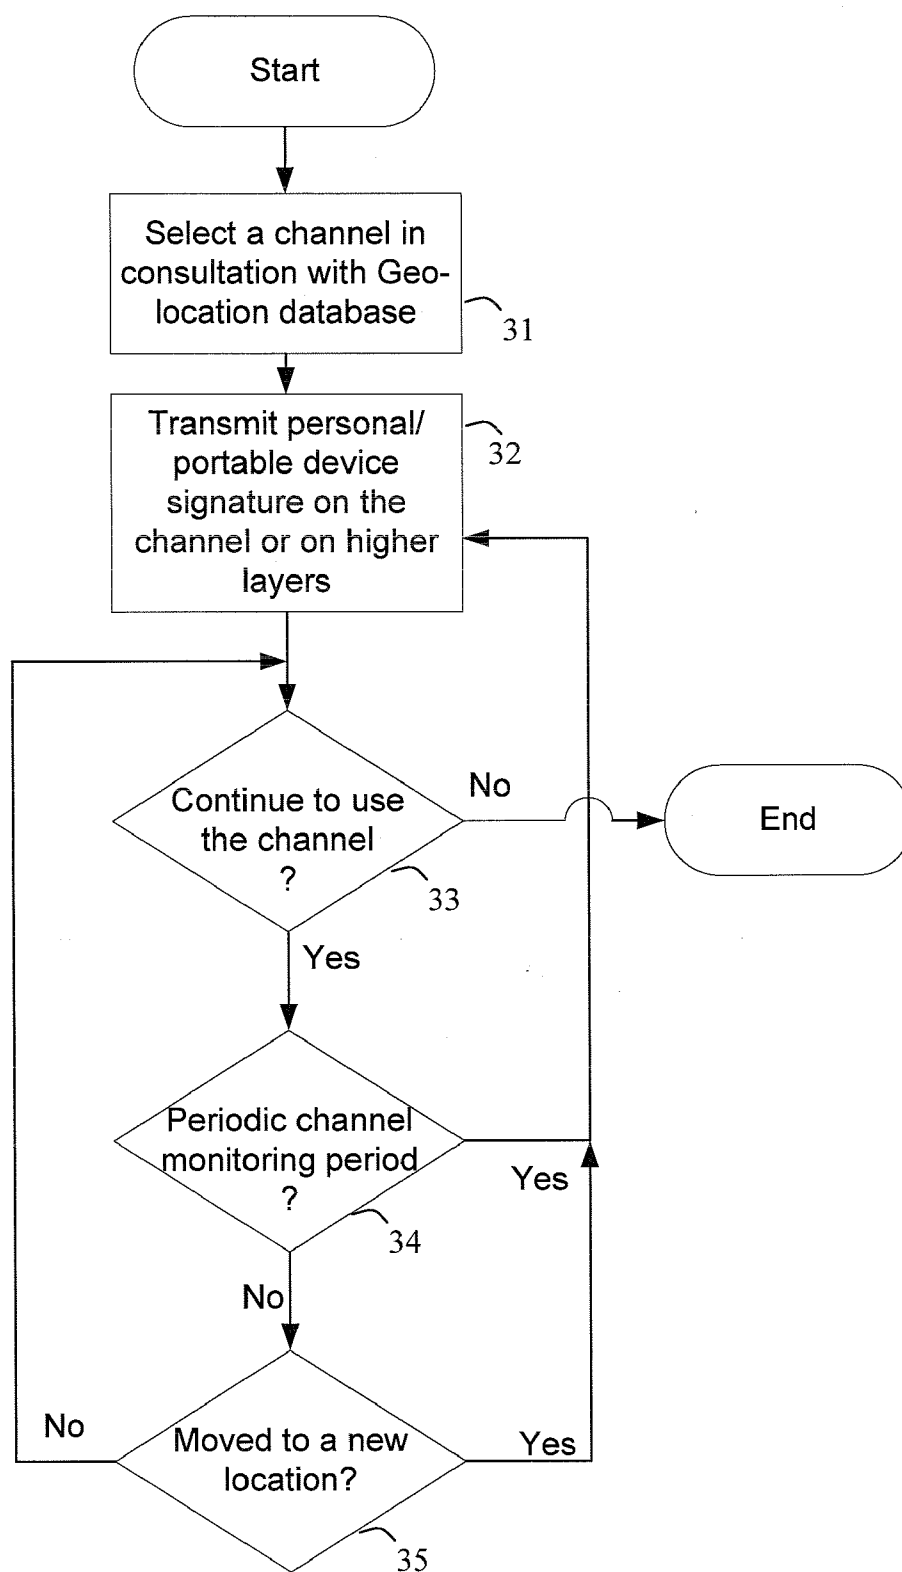 Start
Select a channel in
consultation with Geo-
location database
31
Transmit personal/
portable device
signature on the
channel or on higher
layers
32
Continue to use
the channel
?
33
No
End
Yes
Periodic channel
monitoring period
?
34
Yes
No
Moved to a new
location?
35
No
Yes